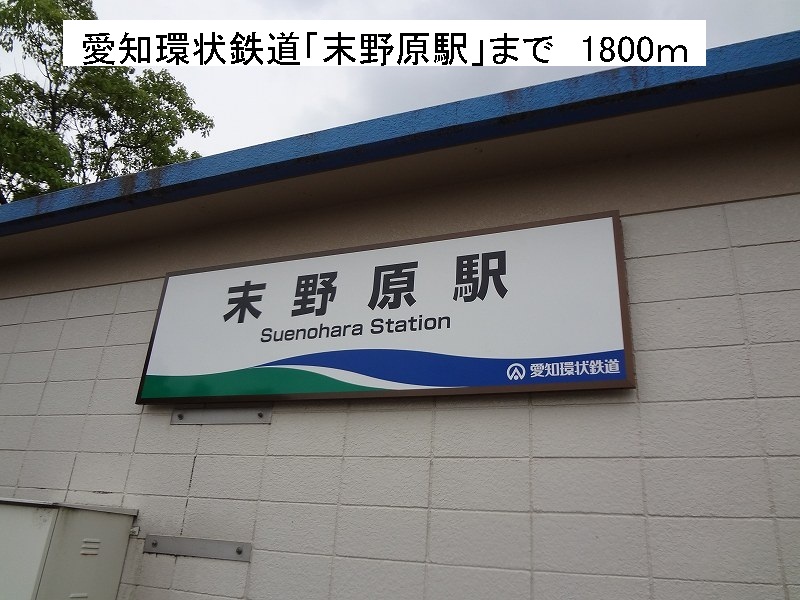 愛知環状鉄道「末野原駅」まで　1800m
末野原駅
Suenohara Station
愛知環状鉄道